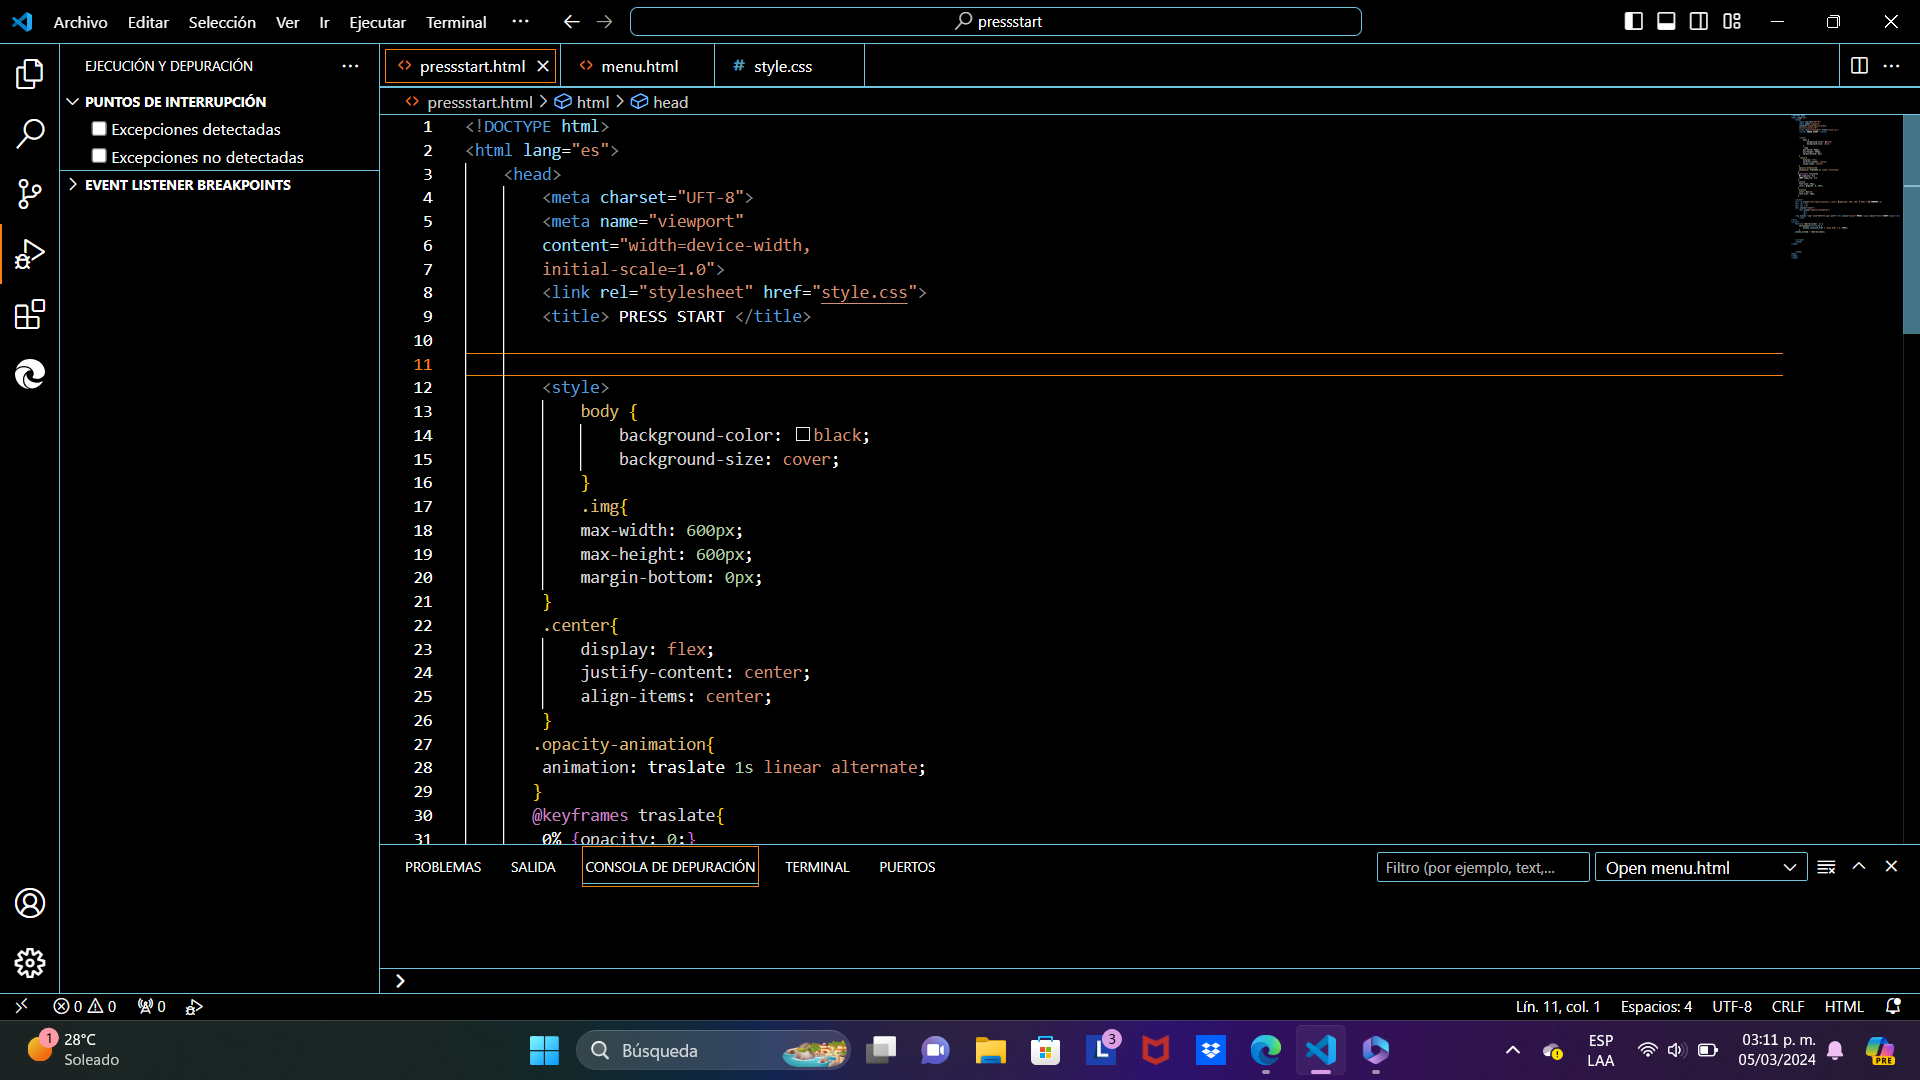 Archivo Editar Selección Ver Ir Ejecutar Terminal ··· pressstart
EJECUCIÓN Y DEPURACIÓN ···
PUNTOS DE INTERRUPCIÓN
Excepciones detectadas
Excepciones no detectadas
EVENT LISTENER BREAKPOINTS
pressstart.html menu.html style.css
pressstart.html > html > head
1 <!DOCTYPE html>
2 <html lang="es">
3 <head>
4 <meta charset="UFT-8">
5 <meta name="viewport"
6 content="width=device-width,
7 initial-scale=1.0">
8 <link rel="stylesheet" href="style.css">
9 <title> PRESS START </title>
10
11
12 <style>
13 body {
14 background-color: black;
15 background-size: cover;
16 }
17 .img{
18 max-width: 600px;
19 max-height: 600px;
20 margin-bottom: 0px;
21 }
22 .center{
23 display: flex;
24 justify-content: center;
25 align-items: center;
26 }
27 .opacity-animation{
28 animation: traslate 1s linear alternate;
29 }
30 @keyframes traslate{
31 0% {opacity: 0;}
PROBLEMAS SALIDA CONSOLA DE DEPURACIÓN TERMINAL PUERTOS
Filtro (por ejemplo, text,... Open menu.html
0 0 0
Lín. 11, col. 1 Espacios: 4 UTF-8 CRLF HTML
1 28°C
Soleado
Búsqueda
L 3
PRE
ESP
LAA
03:11 p. m.
05/03/2024